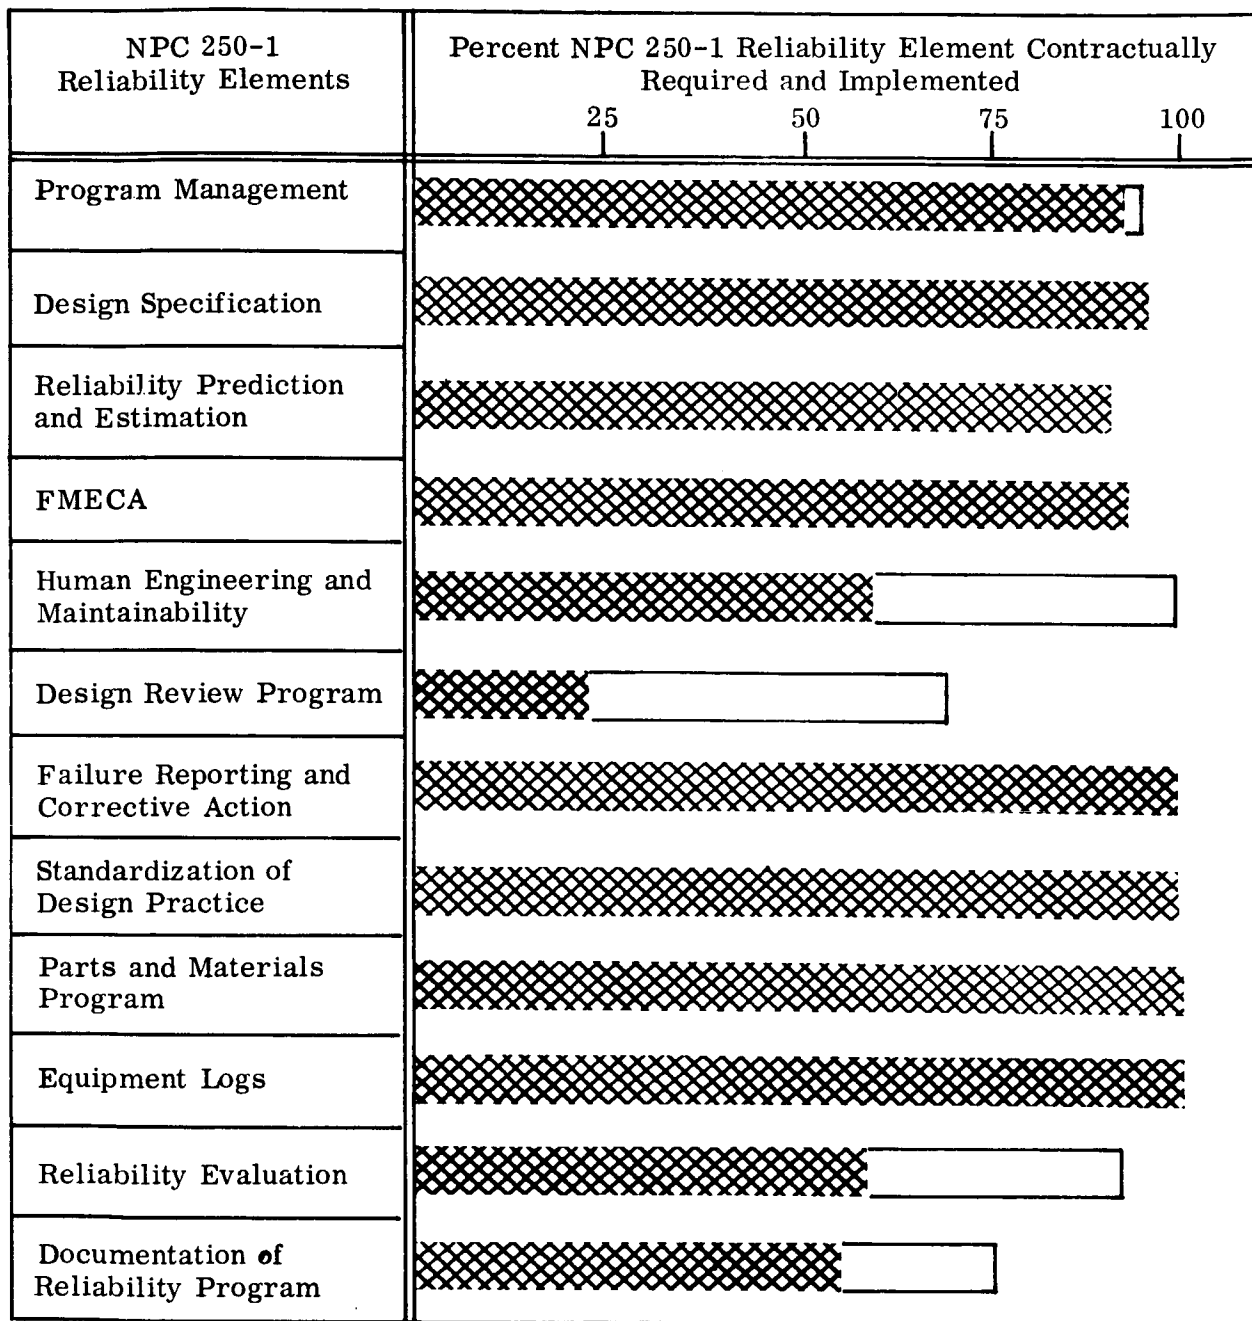 NPC 250-1
Reliability Elements
Percent NPC 250-1 Reliability Element Contractually
Required and Implemented
25 50 75 100
Program Management
Design Specification
Reliability Prediction
and Estimation
FMECA
Human Engineering and
Maintainability
Design Review Program
Failure Reporting and
Corrective Action
Standardization of
Design Practice
Parts and Materials
Program
Equipment Logs
Reliability Evaluation
Documentation of
Reliability Program